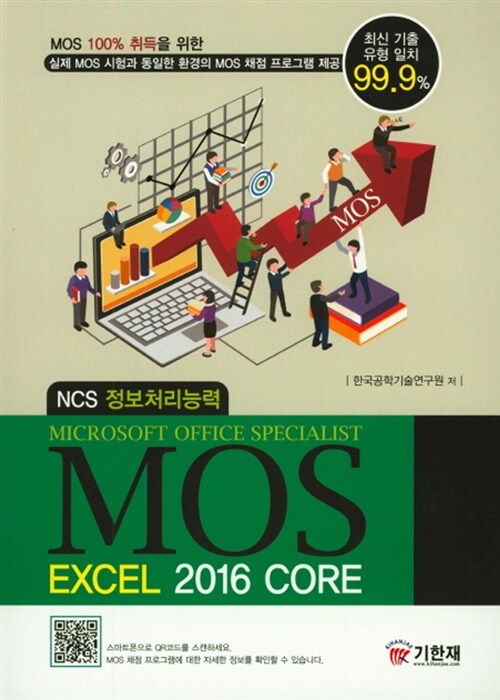 MOS 100% 취득을 위한
실제 MOS 시험과 동일한 환경의 MOS 채점 프로그램 제공
최신 기출
유형 일치
99.9%
MOS
| 한국공학기술연구원 저 |
NCS 정보처리능력
MICROSOFT OFFICE SPECIALIST
MOS
EXCEL 2016 CORE
스마트폰으로 QR코드를 스캔하세요.
MOS 채점 프로그램에 대한 자세한 정보를 확인할 수 있습니다.
KIHANJAE
기한재
www.kihanjae.com